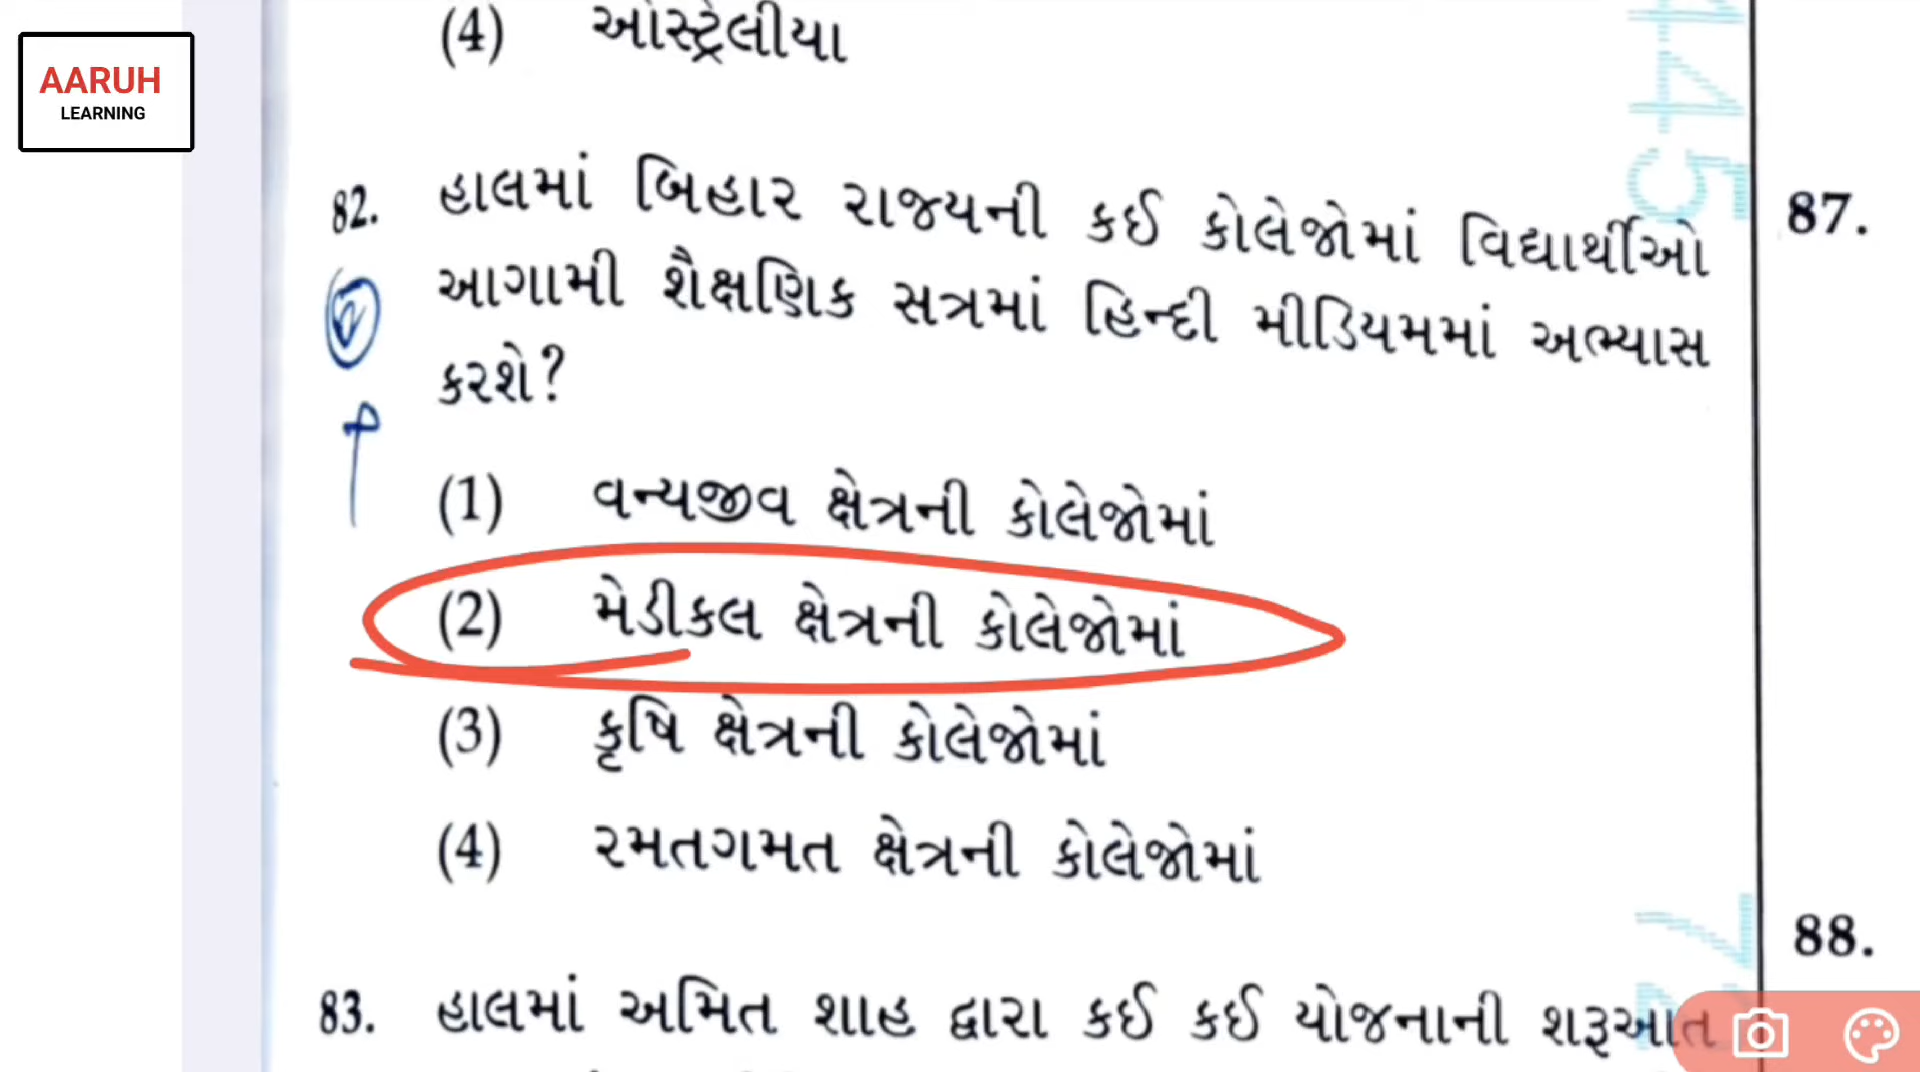 AARUH
LEARNING
(4) ઓસ્ટ્રેલીયા
82. હાલમાં બિહાર રાજ્યની કઈ કોલેજોમાં વિદ્યાર્થીઓ
આગામી શૈક્ષણિક સત્રમાં હિન્દી મીડિયમમાં અભ્યાસ
કરશે?
(1) વન્યજીવ ક્ષેત્રની કોલેજોમાં
(2) મેડીકલ ક્ષેત્રની કોલેજોમાં
(3) કૃષિ ક્ષેત્રની કોલેજોમાં
(4) રમતગમત ક્ષેત્રની કોલેજોમાં
83. હાલમાં અમિત શાહ દ્વારા કઈ કઈ યોજનાની શરૂઆત
87.
88.